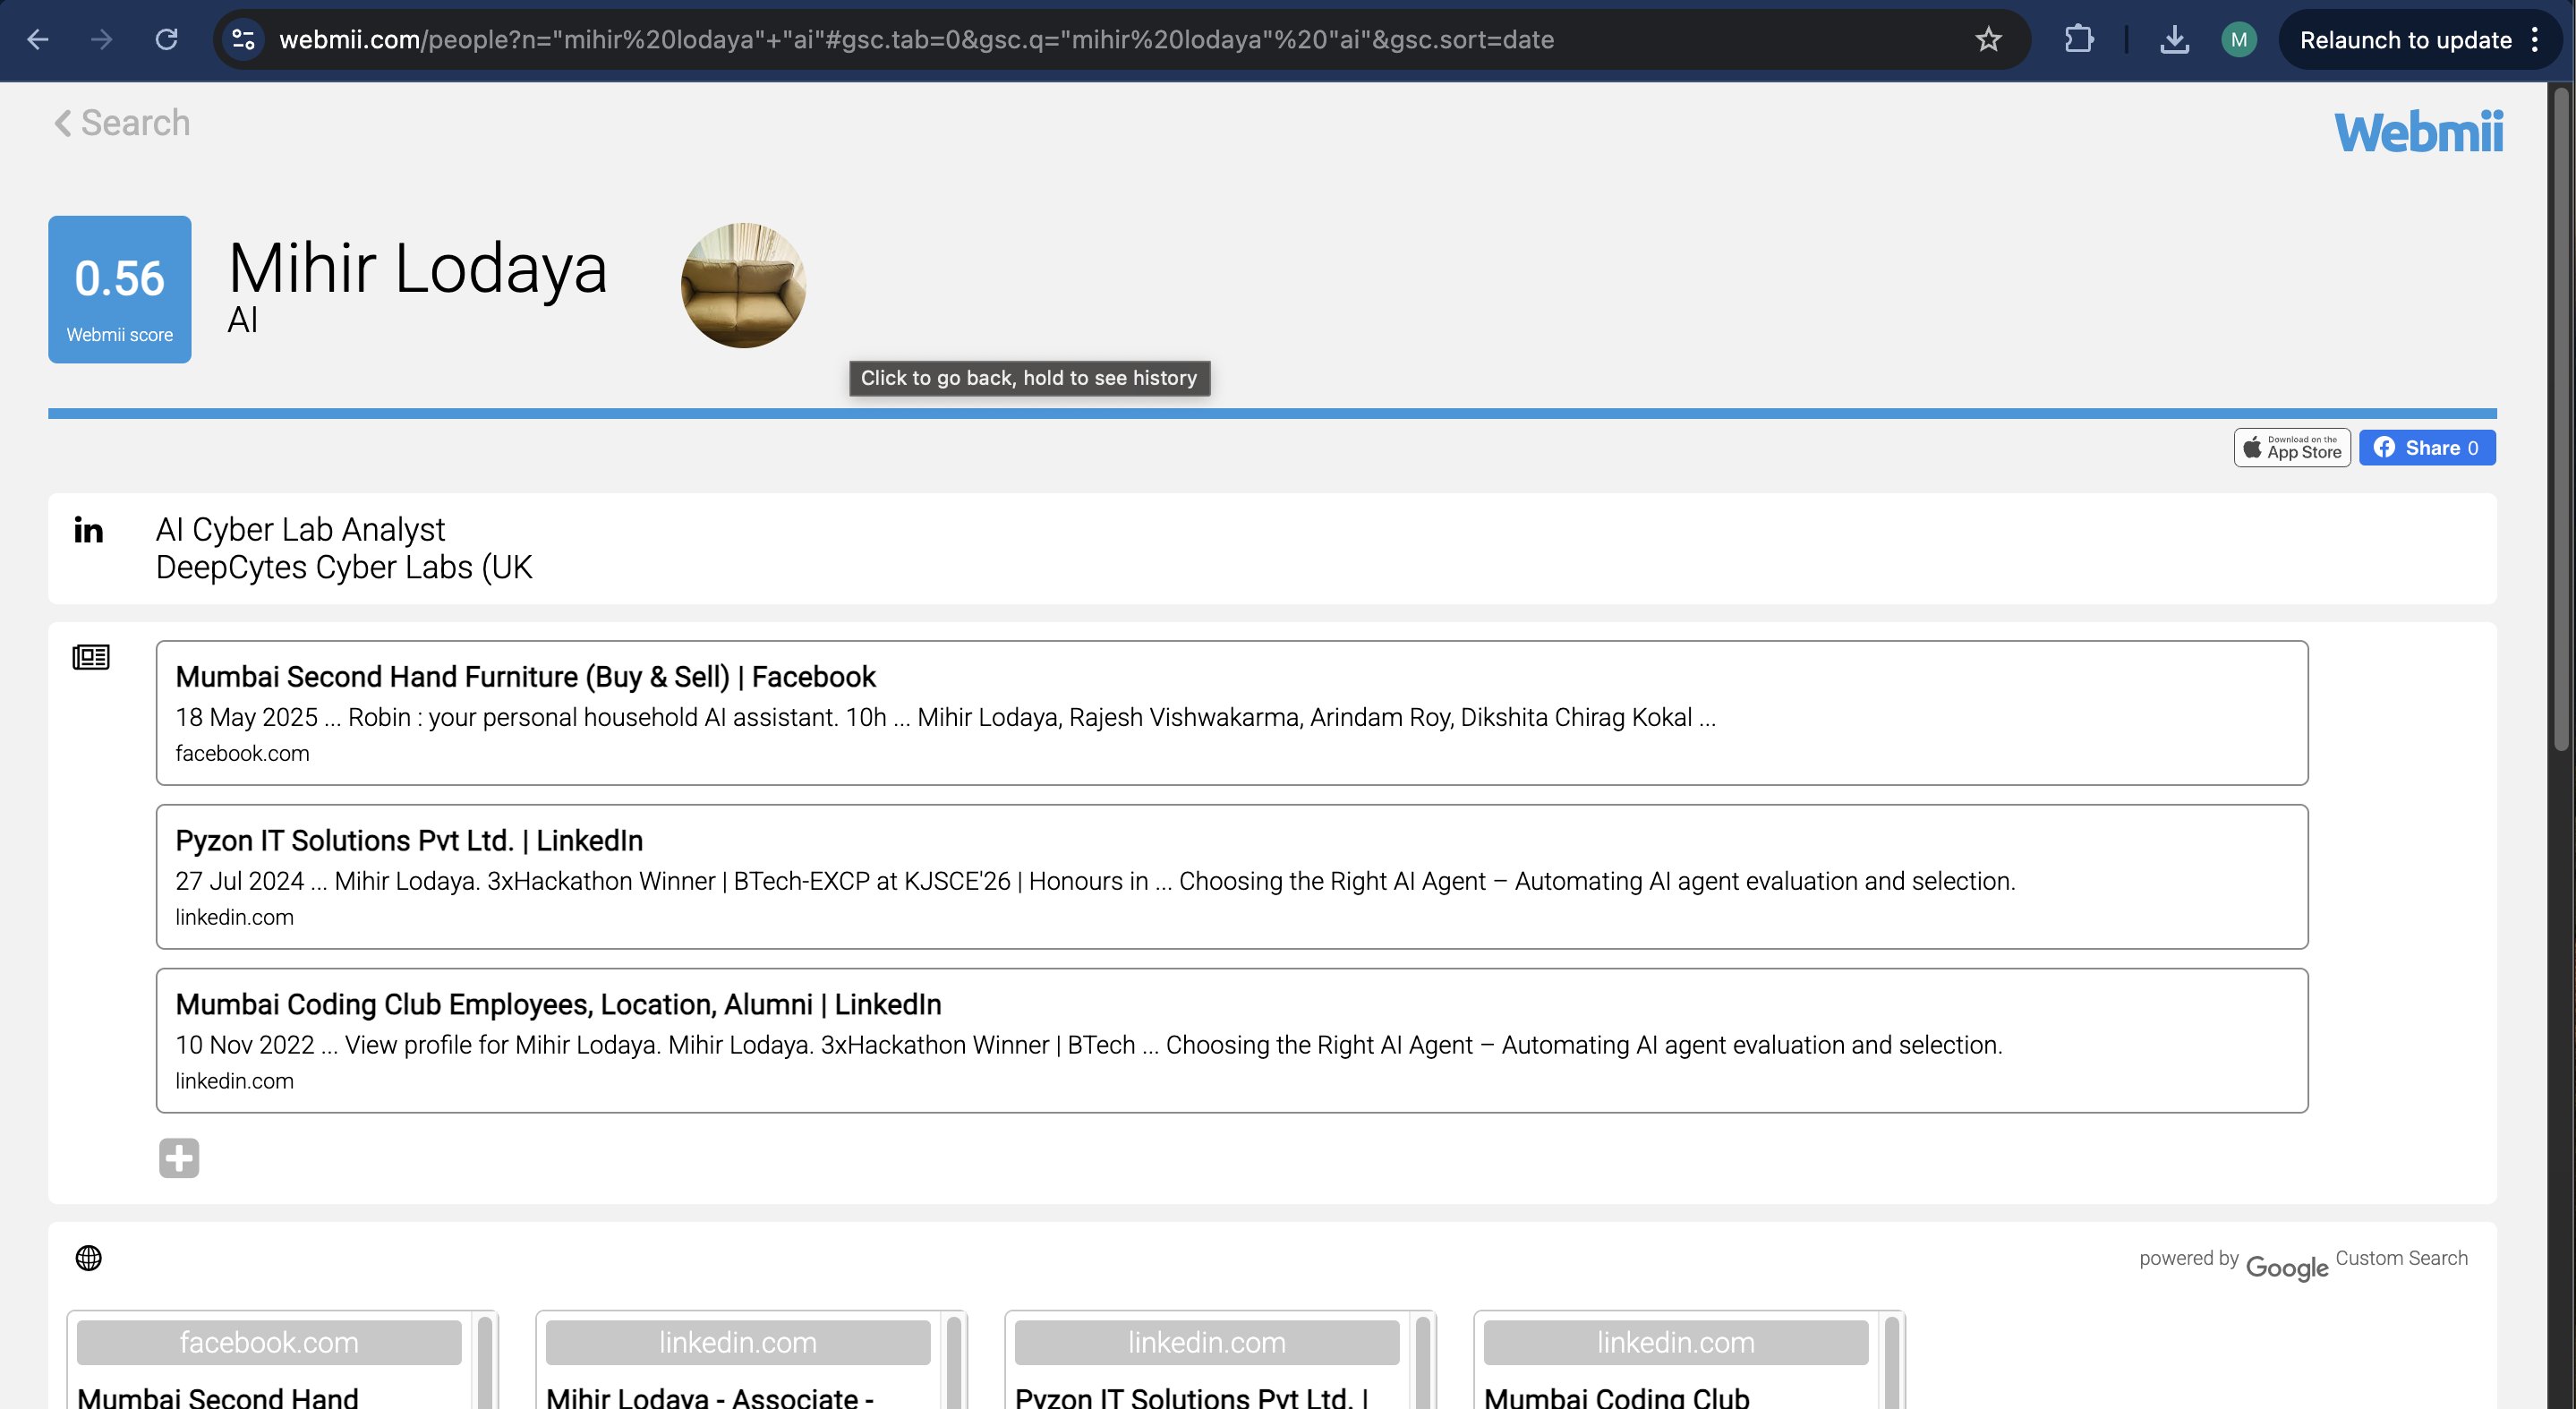 webmii.com/people?n="mihir%20lodaya"+"ai"#gsc.tab=0&gsc.q="mihir%20lodaya"%20"ai"&gsc.sort=date
M
Relaunch to update
Search
Webmii
0.56
Webmii score
Mihir Lodaya
AI
Click to go back, hold to see history
Download on the
App Store
Share 0
in
AI Cyber Lab Analyst
DeepCytes Cyber Labs (UK
Mumbai Second Hand Furniture (Buy & Sell) | Facebook
18 May 2025 ... Robin : your personal household AI assistant. 10h ... Mihir Lodaya, Rajesh Vishwakarma, Arindam Roy, Dikshita Chirag Kokal ...
facebook.com
Pyzon IT Solutions Pvt Ltd. | LinkedIn
27 Jul 2024 ... Mihir Lodaya. 3xHackathon Winner | BTech-EXCP at KJSCE'26 | Honours in ... Choosing the Right AI Agent – Automating AI agent evaluation and selection.
linkedin.com
Mumbai Coding Club Employees, Location, Alumni | LinkedIn
10 Nov 2022 ... View profile for Mihir Lodaya. Mihir Lodaya. 3xHackathon Winner | BTech ... Choosing the Right AI Agent – Automating AI agent evaluation and selection.
linkedin.com
powered by Google Custom Search
facebook.com
Mumbai Second Hand
linkedin.com
Mihir Lodaya - Associate -
linkedin.com
Pyzon IT Solutions Pvt Ltd. |
linkedin.com
Mumbai Coding Club